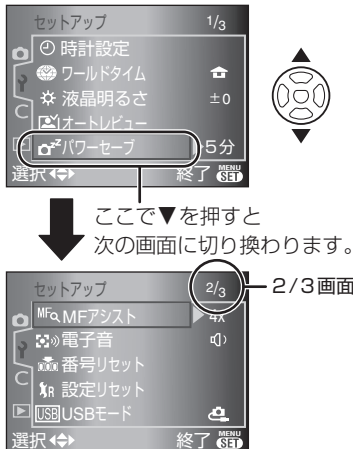 セットアップ 1/3
時計設定
ワールドタイム
液晶明るさ ±0
オートレビュー
パワーセーブ 5分
選択 終了 MENU SET
ここで▼を押すと
次の画面に切り換わります。
セットアップ 2/3
2/3画面
MF MFアシスト 4X
電子音
番号リセット
R 設定リセット
USB USBモード
選択 終了 MENU SET